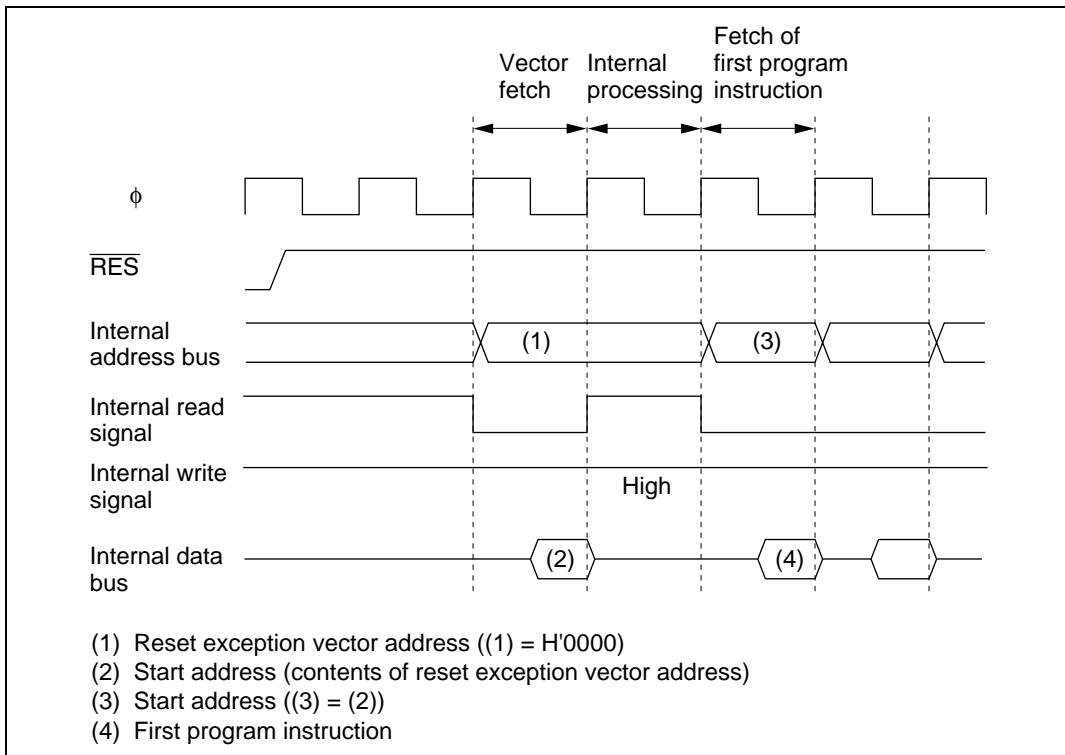 Vector fetch
Internal processing
Fetch of first program instruction
ϕ
RES
Internal address bus
(1)
(3)
Internal read signal
Internal write signal
High
Internal data bus
(2)
(4)
(1) Reset exception vector address ((1) = H'0000)
(2) Start address (contents of reset exception vector address)
(3) Start address ((3) = (2))
(4) First program instruction